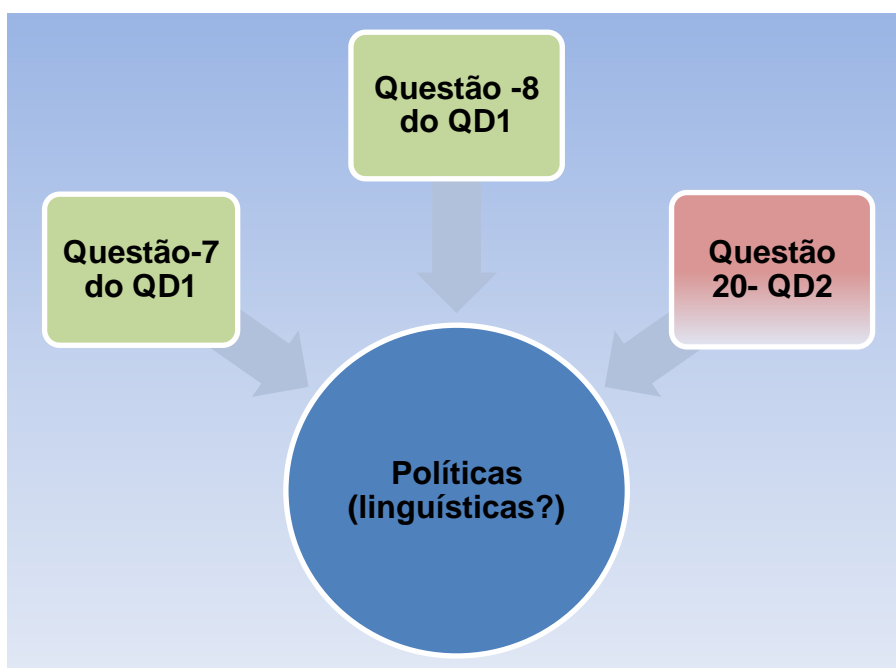 Questão -8
do QD1
Questão-7
do QD1
Questão
20- QD2
Políticas
(linguísticas?)